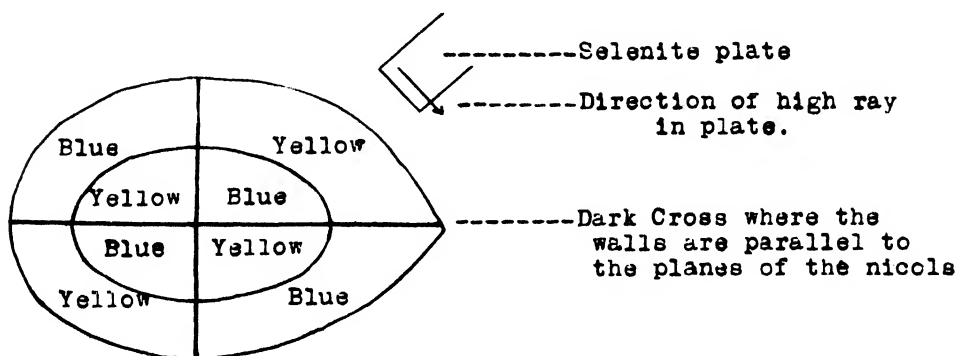 ---------Selenite plate
--------Direction of high ray
in plate.
Blue Yellow
Yellow Blue
--------Dark Cross where the
Blue Yellow
walls are parallel to
the planes of the nicols
Yellow Blue